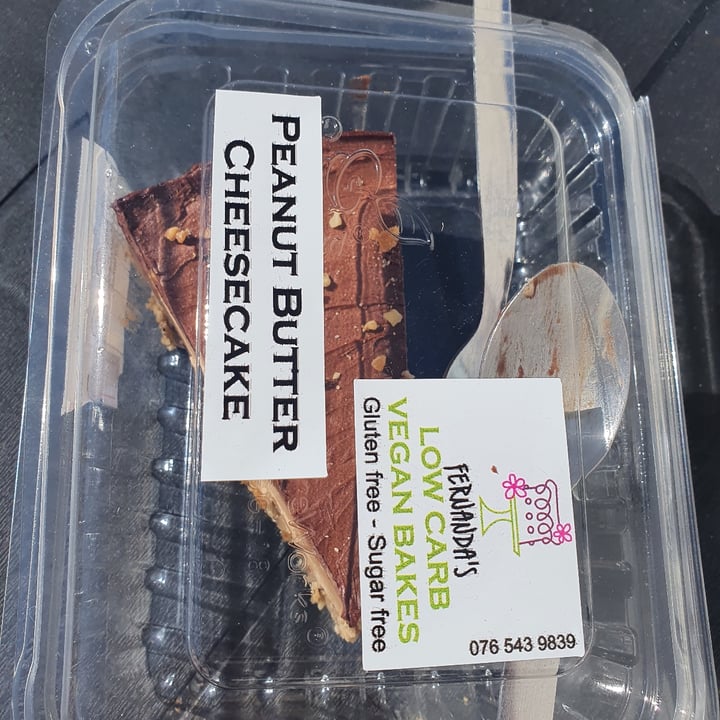 PEANUT BUTTER
CHEESECAKE
FERNANDA'S
LOW CARB
VEGAN BAKES
Gluten free - Sugar free
076 543 9839